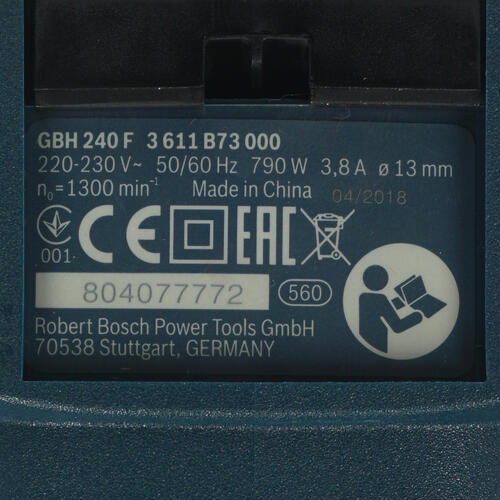 GBH 240 F 3 611 B73 000
220-230 V~ 50/60 Hz 790 W 3,8 A ø 13 mm
n₀ = 1300 min⁻¹ Made in China 04/2018
001 CE EAC
804077772 560
Robert Bosch Power Tools GmbH
70538 Stuttgart, GERMANY